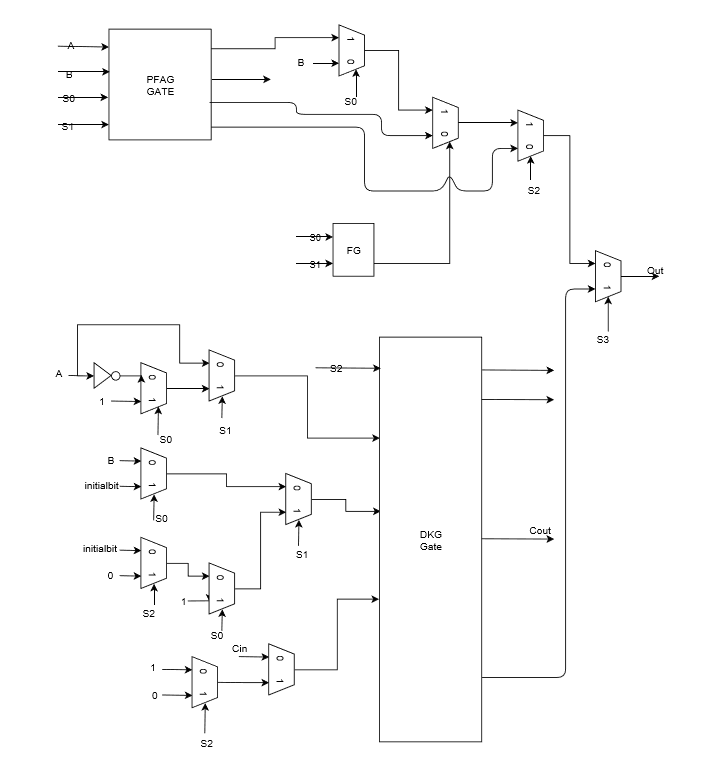 A
B
S0
S1
PFAG
GATE
B
1
0
S0
1
0
1
0
S2
S0
S1
FG
0
1
S3
Out
A
1
0
1
S0
0
1
S1
S2
B
initialbit
0
1
S0
0
1
S1
DKG
Gate
Cout
initialbit
0
0
1
S2
1
0
1
S0
Cin
0
1
1
0
0
1
S2